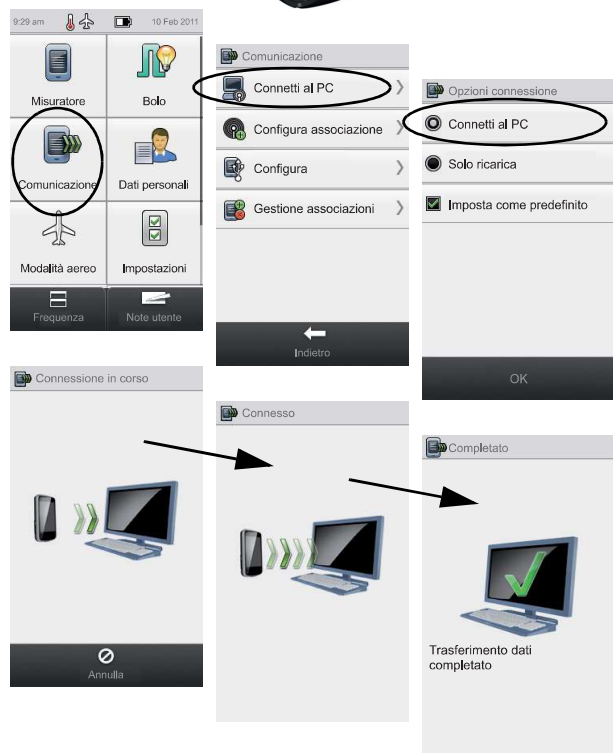 9:29 am 10 Feb 2011
Misuratore
Bolo
Comunicazione
Dati personali
Modalità aereo
Impostazioni
Frequenza
Note utente
Comunicazione
Connetti al PC
Configura associazione
Configura
Gestione associazioni
Indietro
Opzioni connessione
Connetti al PC
Solo ricarica
Imposta come predefinito
OK
Connessione in corso
Annulla
Connesso
Completato
Trasferimento dati
completato